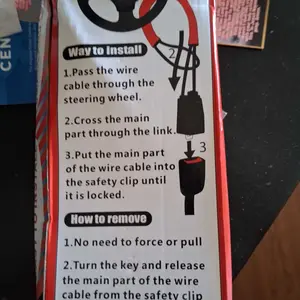 CEN
Way to Install
2
1.Pass the wire
cable through the
steering wheel.
2.Cross the main
part through the link.
3
3.Put the main part
of the wire cable into
the safety clip until
it is locked.
How to remove
1.No need to force or pull
2.Turn the key and release
the main part of the wire
cable from the safety clip